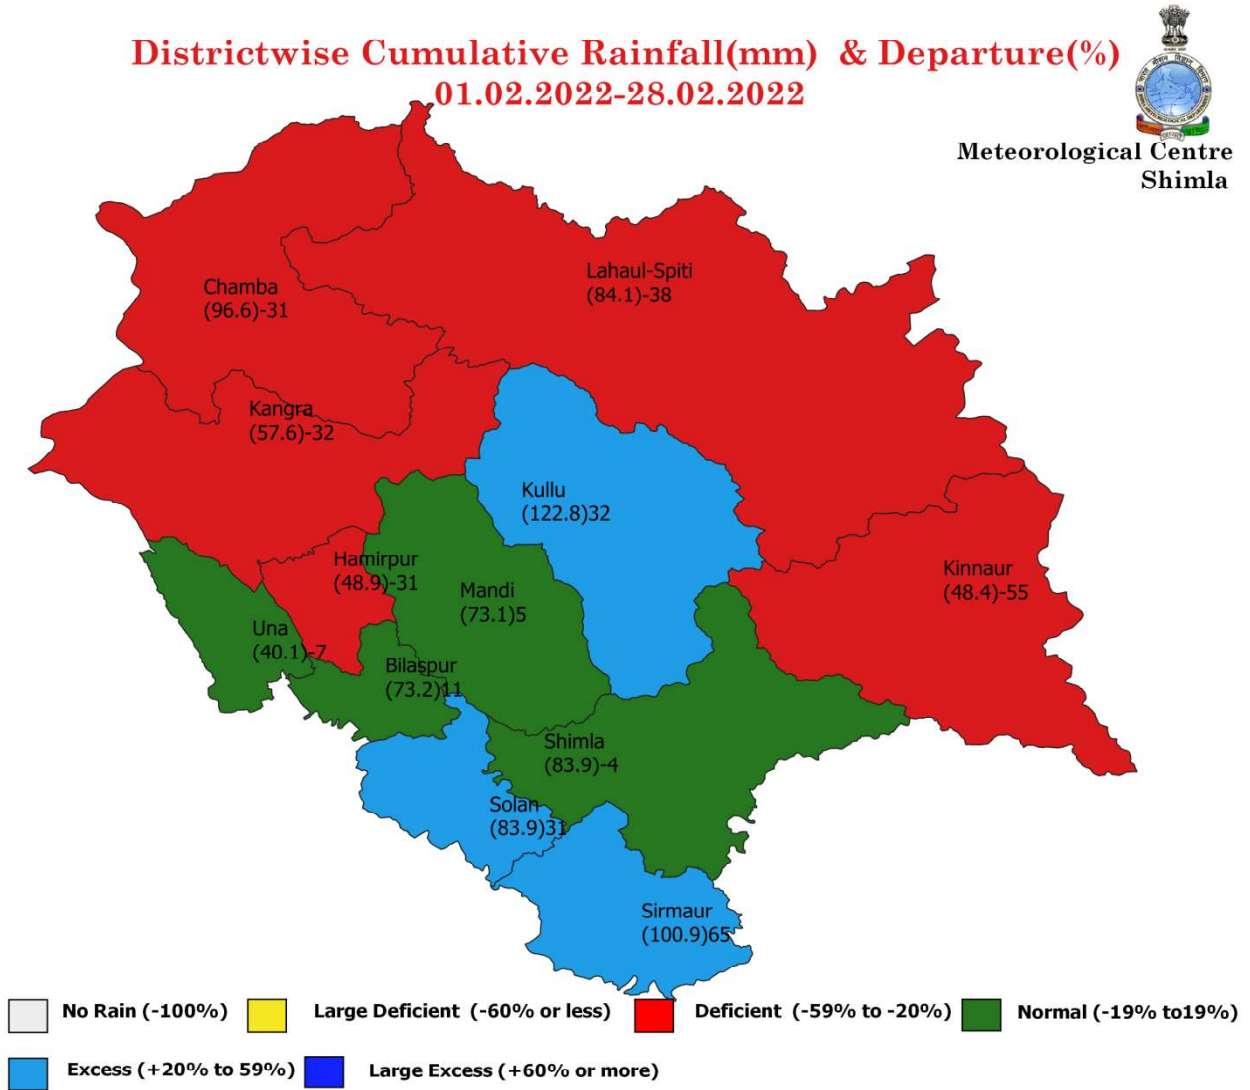 Districtwise Cumulative Rainfall(mm) & Departure(%)
01.02.2022-28.02.2022
Meteorological Centre
Shimla
Chamba
(96.6)-31
Lahaul-Spiti
(84.1)-38
Kangra
(57.6)-32
Kullu
(122.8)32
Hamirpur
(48.9)-31
Mandi
(73.1)5
Kinnaur
(48.4)-55
Una
(40.1)-7
Bilaspur
(73.2)11
Shimla
(83.9)-4
Solan
(83.9)31
Sirmaur
(100.9)65
No Rain (-100%)
Large Deficient (-60% or less)
Deficient (-59% to -20%)
Normal (-19% to19%)
Excess (+20% to 59%)
Large Excess (+60% or more)